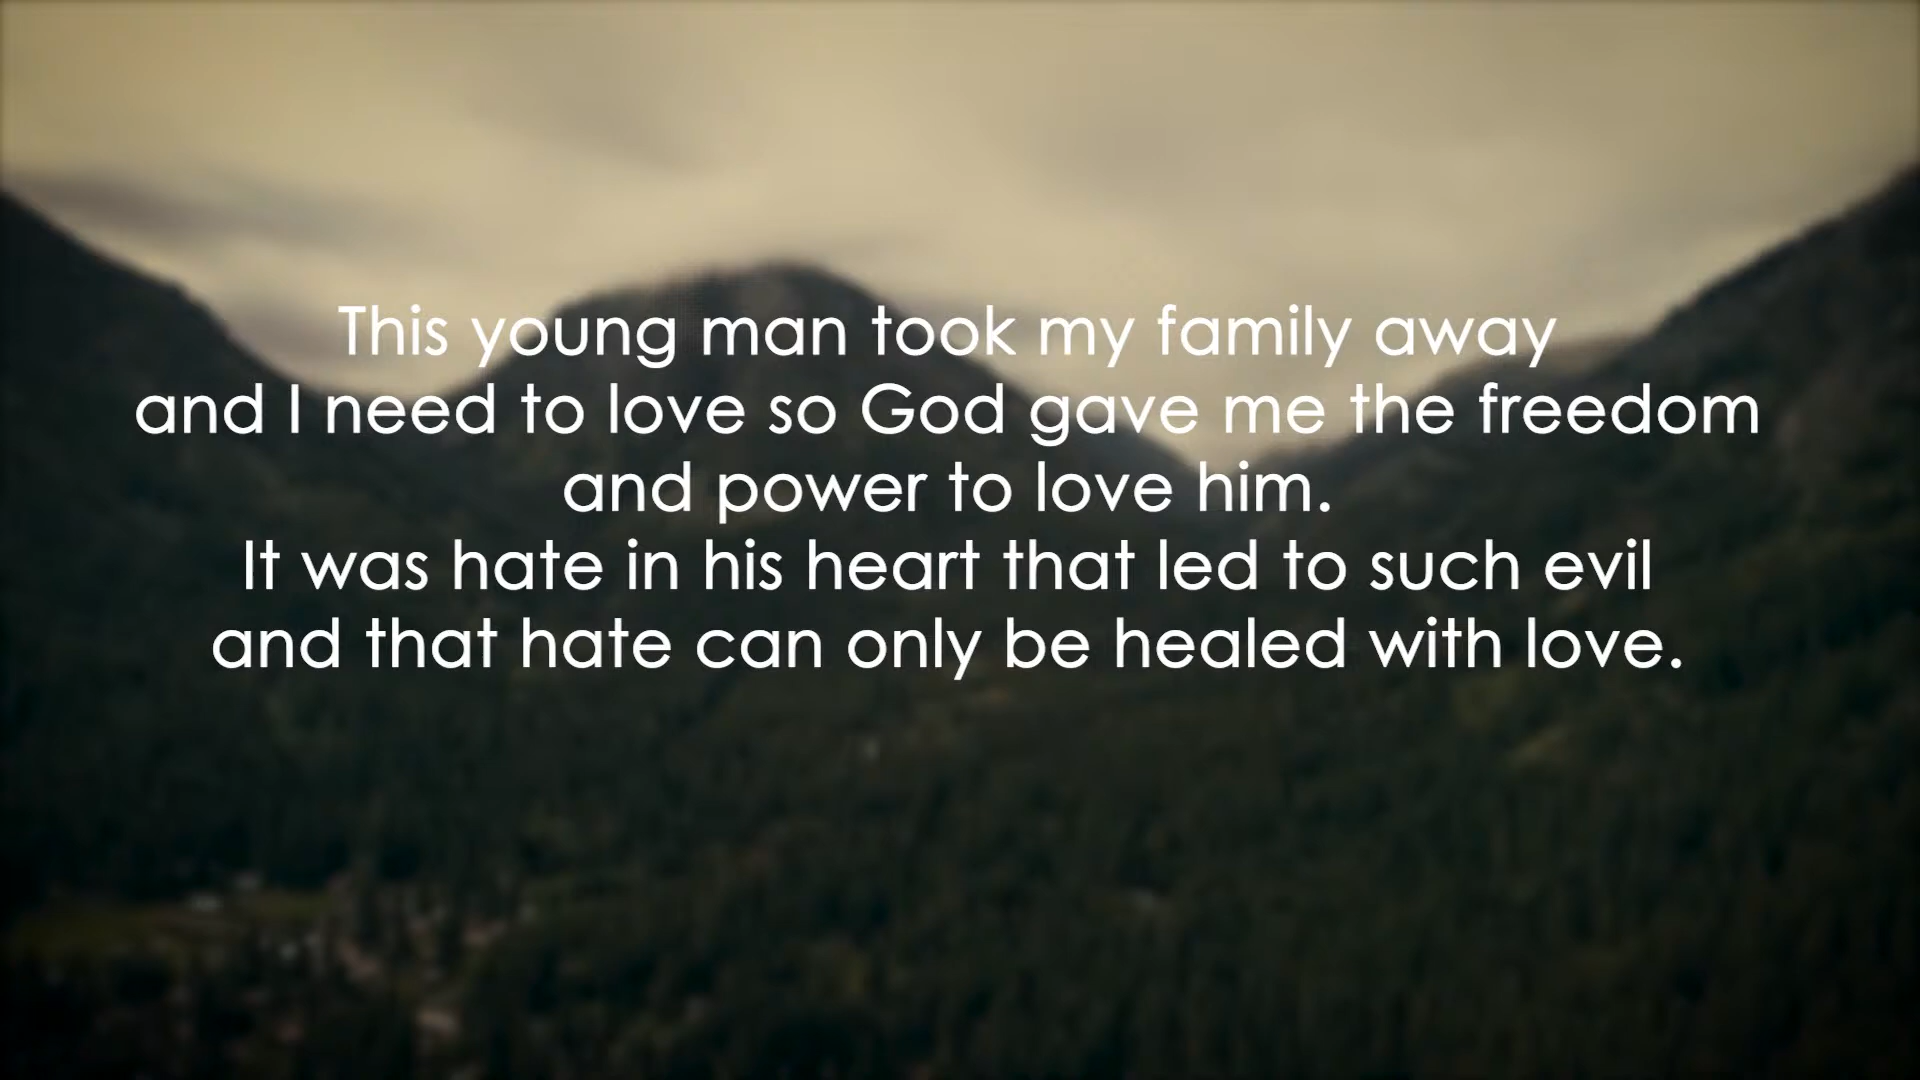 This young man took my family away
and I need to love so God gave me the freedom
and power to love him.
It was hate in his heart that led to such evil
and that hate can only be healed with love.